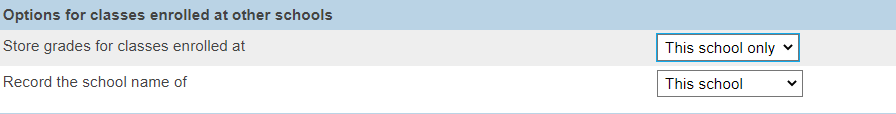 Options for classes enrolled at other schools
Store grades for classes enrolled at This school only
Record the school name of This school